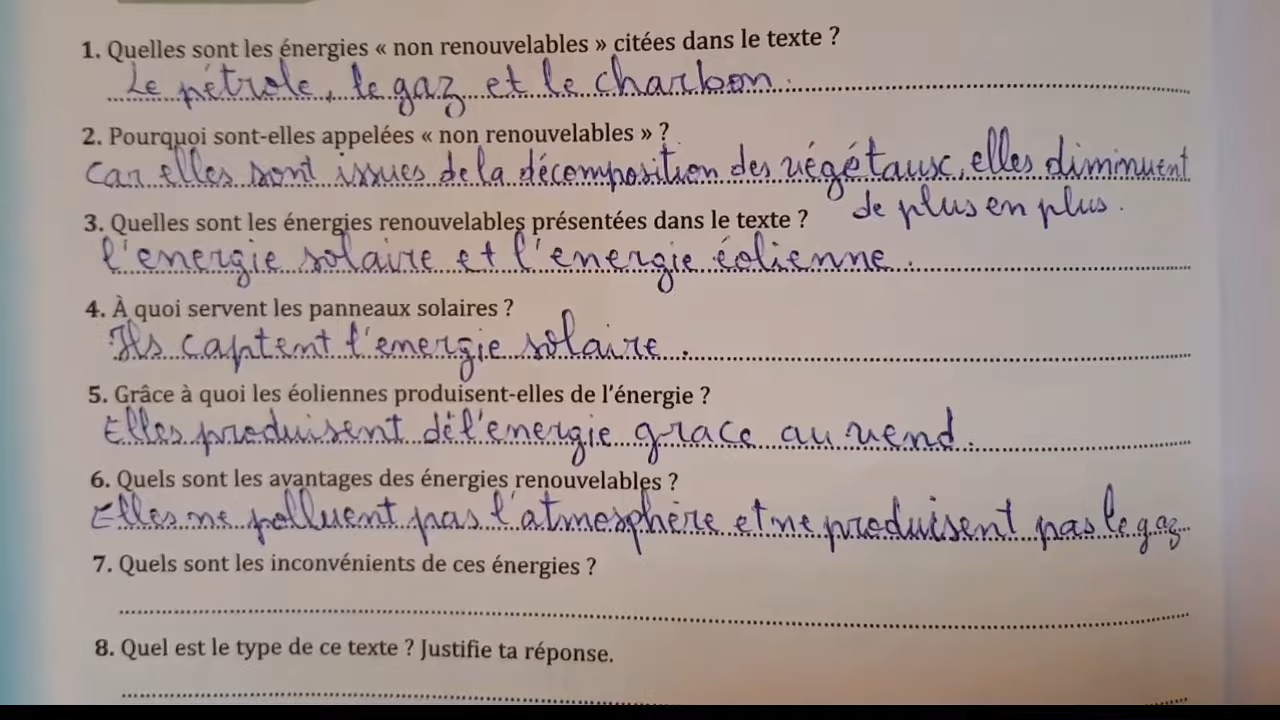 1. Quelles sont les énergies « non renouvelables » citées dans le texte ?
Le pétrole, le gaz et le charbon.
2. Pourquoi sont-elles appelées « non renouvelables » ?
Car elles sont issues de la décomposition des végétause, elles diminuent
de plus en plus.
3. Quelles sont les énergies renouvelables présentées dans le texte ?
l'energie solaire et l'energie éolienne.
4. À quoi servent les panneaux solaires ?
Ils captent l'energie solaire.
5. Grâce à quoi les éoliennes produisent-elles de l'énergie ?
Elles produisent de l'energie grace au vend.
6. Quels sont les avantages des énergies renouvelables ?
Elles ne polluent pas l'atmosphère et ne produisent pas le gaz
7. Quels sont les inconvénients de ces énergies ?
8. Quel est le type de ce texte ? Justifie ta réponse.